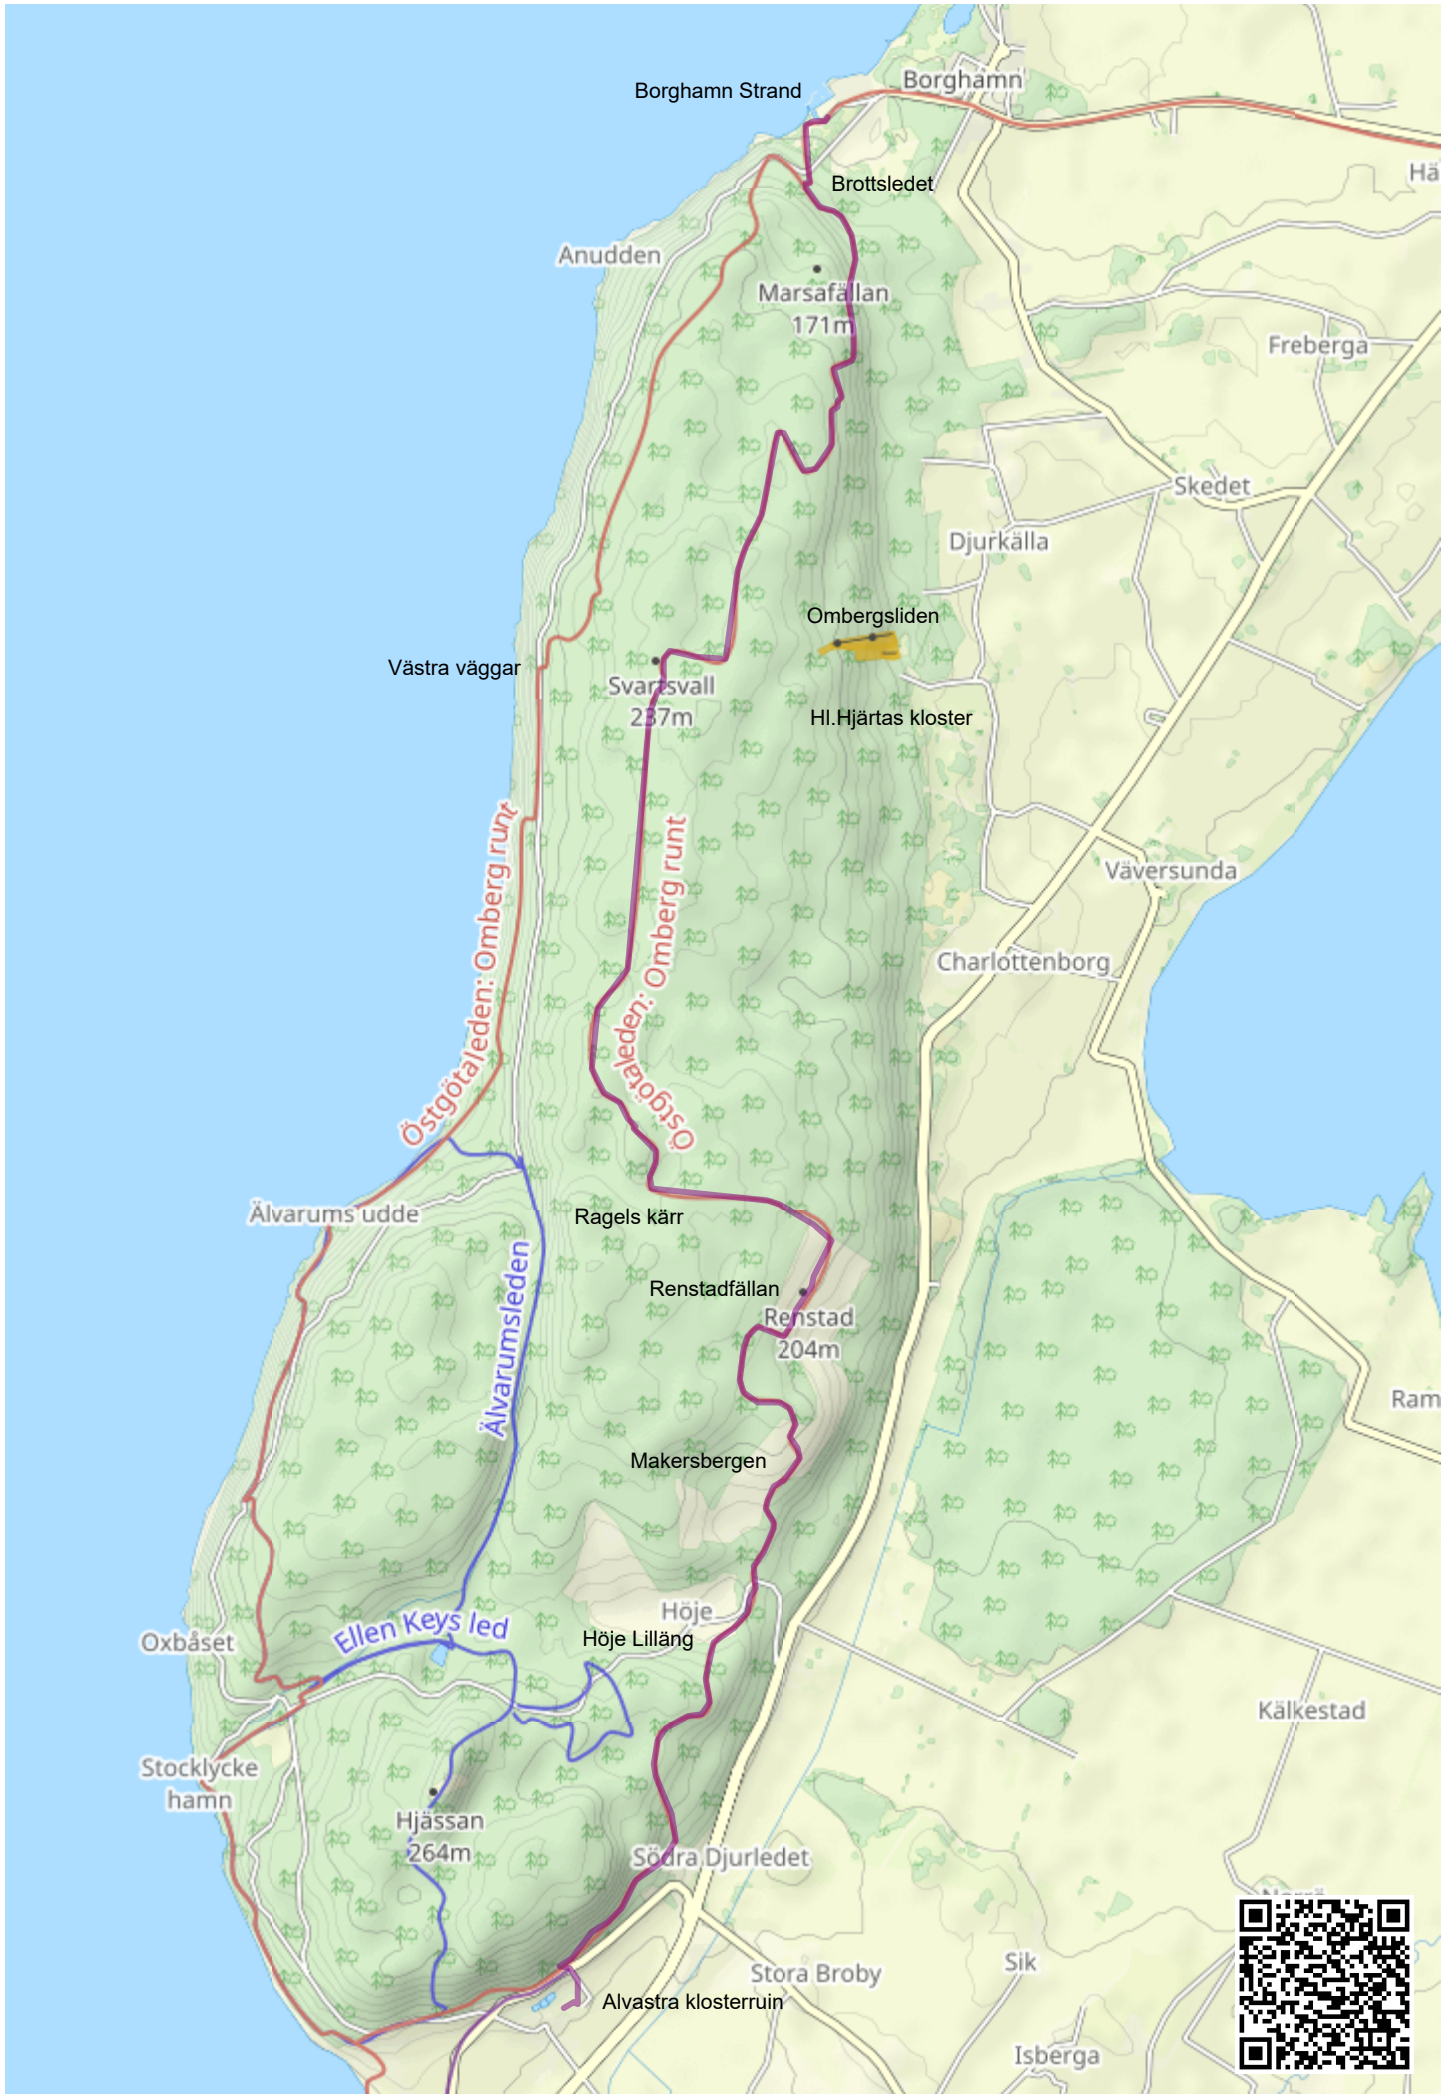 Borghamn
Borghamn Strand
Hä
Brottsledet
Anudden
Marsafällan
171m
Freberga
Skedet
Djurkälla
Ombergsliden
Västra väggar
Svartsvall
237m
Hl.Hjärtas kloster
Östgötaleden: Omberg runt
Östgötaleden: Omberg runt
Väversunda
Charlottenborg
Älvarums udde
Ragels kärr
Älvarumsleden
Renstadfällan
Renstad
204m
Ram
Makersbergen
Höje
Ellen Keys led
Oxbåset
Höje Lilläng
Kälkestad
Stocklycke
hamn
Hjässan
264m
Södra Djurledet
Stora Broby
Sik
Alvastra klosterruin
Isberga